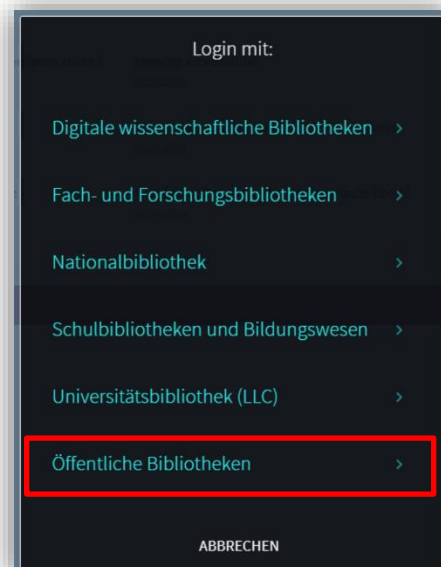 Login mit:
Digitale wissenschaftliche Bibliotheken
Fach- und Forschungsbibliotheken
Nationalbibliothek
Schulbibliotheken und Bildungswesen
Universitätsbibliothek (LLC)
Öffentliche Bibliotheken
ABBRECHEN